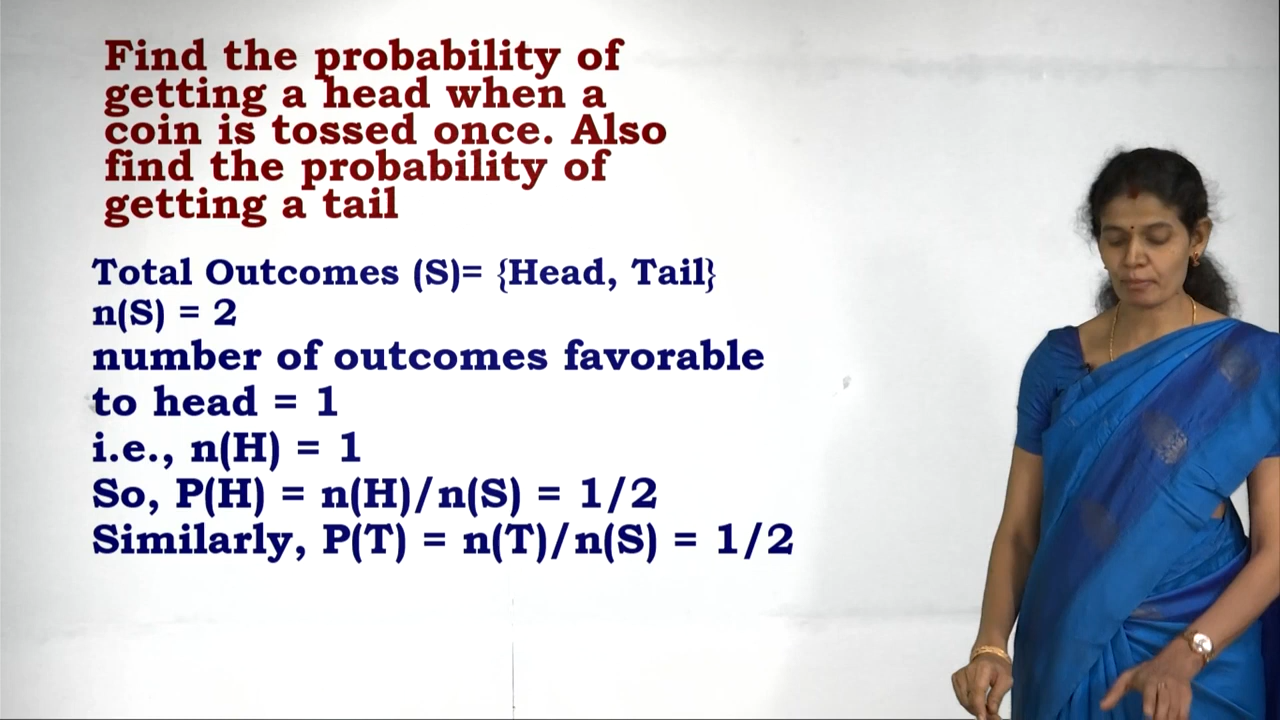 Find the probability of
getting a head when a
coin is tossed once. Also
find the probability of
getting a tail
Total Outcomes (S)= {Head, Tail}
n(S) = 2
number of outcomes favorable
to head = 1
i.e., n(H) = 1
So, P(H) = n(H)/n(S) = 1/2
Similarly, P(T) = n(T)/n(S) = 1/2